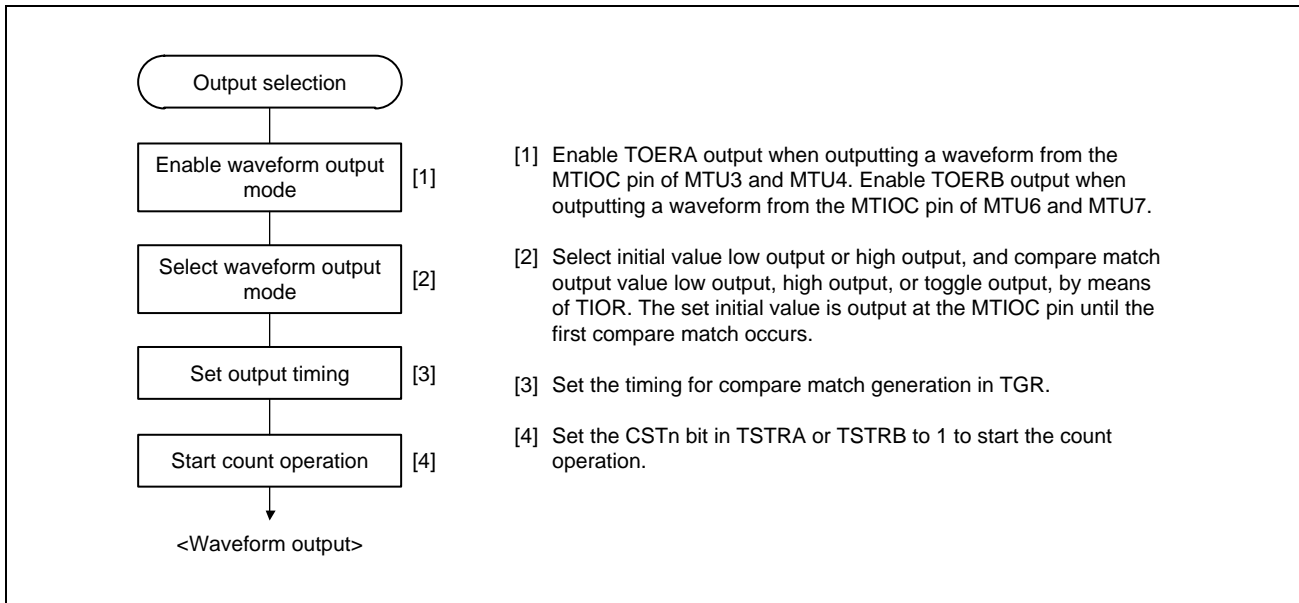 Output selection
Enable waveform output
mode
[1]
Select waveform output
mode
[2]
Set output timing
[3]
Start count operation
[4]
<Waveform output>
[1] Enable TOERA output when outputting a waveform from the
MTIOC pin of MTU3 and MTU4. Enable TOERB output when
outputting a waveform from the MTIOC pin of MTU6 and MTU7.
[2] Select initial value low output or high output, and compare match
output value low output, high output, or toggle output, by means
of TIOR. The set initial value is output at the MTIOC pin until the
first compare match occurs.
[3] Set the timing for compare match generation in TGR.
[4] Set the CSTn bit in TSTRA or TSTRB to 1 to start the count
operation.